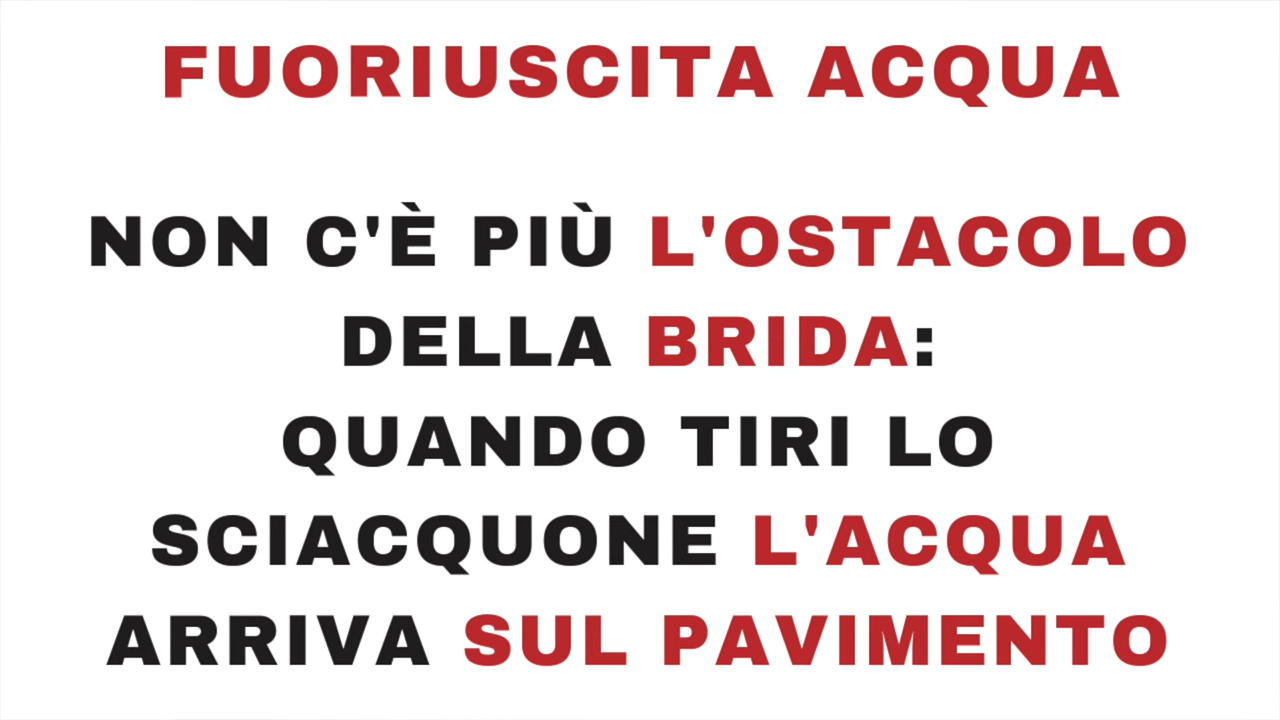 FUORIUSCITA ACQUA
NON C'È PIÙ L'OSTACOLO
DELLA BRIDA:
QUANDO TIRI LO
SCIACQUONE L'ACQUA
ARRIVA SUL PAVIMENTO